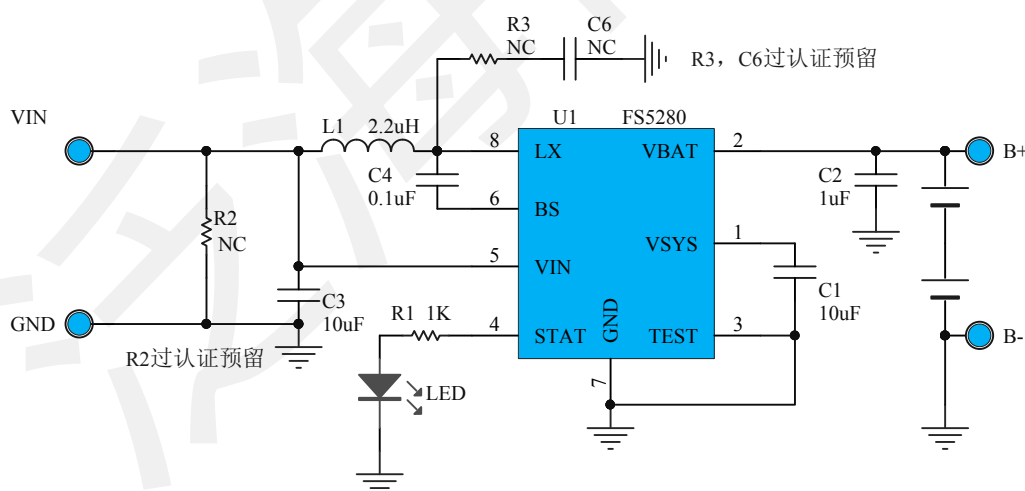 R3
NC
C6
NC
R3，C6过认证预留
VIN
L1 2.2uH
U1 FS5280
8
LX
VBAT
2
B+
C4
0.1uF
C2
1uF
6
BS
R2
NC
VSYS
1
5
VIN
C3
10uF
C1
10uF
GND
R1 1K
4
STAT
GND
TEST
3
B-
R2过认证预留
7
LED